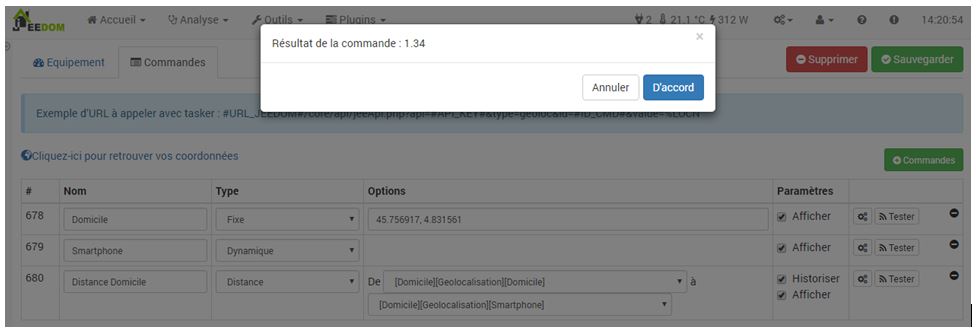 JEEDOM Accueil Analyse Outils Plugins 2 21.1 °C 312 W 14:20:54
Résultat de la commande : 1.34 ×
Annuler D'accord
Equipement Commandes Supprimer Sauvegarder
Exemple d'URL à appeler avec tasker : #URL_JEEDOM#/core/api/jeeApi.php?api=#API_KEY#&type=geoloc&id=#ID_CMD#&value=%LOCN
Cliquez-ici pour retrouver vos coordonnées Commandes
# Nom Type Options Paramètres
678 Domicile Fixe 45.756917, 4.831561 Afficher Tester
679 Smartphone Dynamique Afficher Tester
680 Distance Domicile Distance De [Domicile][Geolocalisation][Domicile] à Historiser Tester
[Domicile][Geolocalisation][Smartphone] Afficher